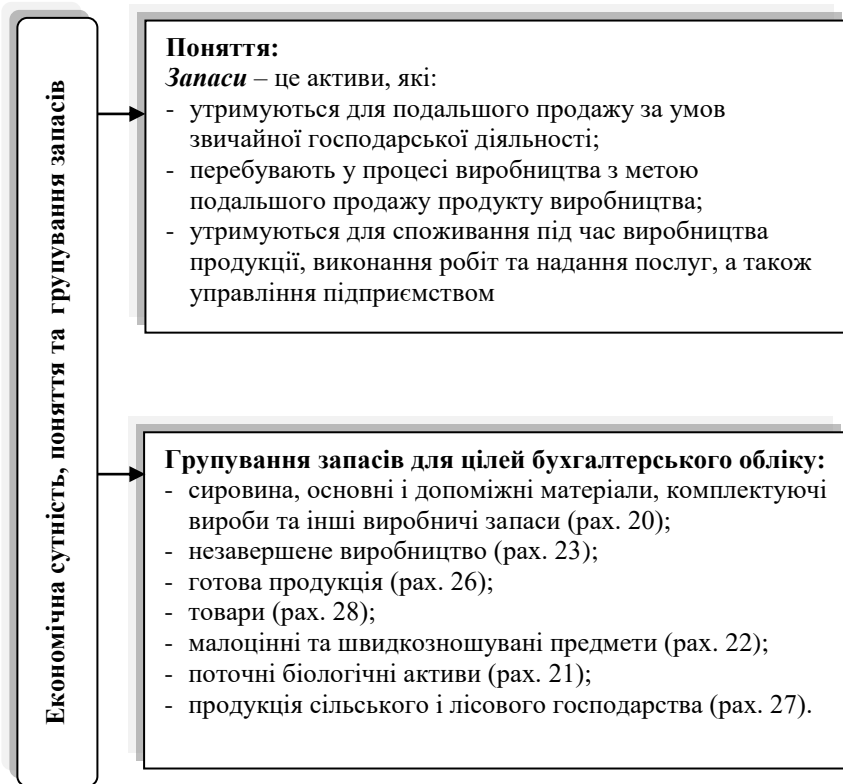 Економічна сутність, поняття та групування запасів
Поняття:
Запаси – це активи, які:
- утримуються для подальшого продажу за умов
звичайної господарської діяльності;
- перебувають у процесі виробництва з метою
подальшого продажу продукту виробництва;
- утримуються для споживання під час виробництва
продукції, виконання робіт та надання послуг, а також
управління підприємством
Групування запасів для цілей бухгалтерського обліку:
- сировина, основні і допоміжні матеріали, комплектуючі
вироби та інші виробничі запаси (рах. 20);
- незавершене виробництво (рах. 23);
- готова продукція (рах. 26);
- товари (рах. 28);
- малоцінні та швидкозношувані предмети (рах. 22);
- поточні біологічні активи (рах. 21);
- продукція сільського і лісового господарства (рах. 27).